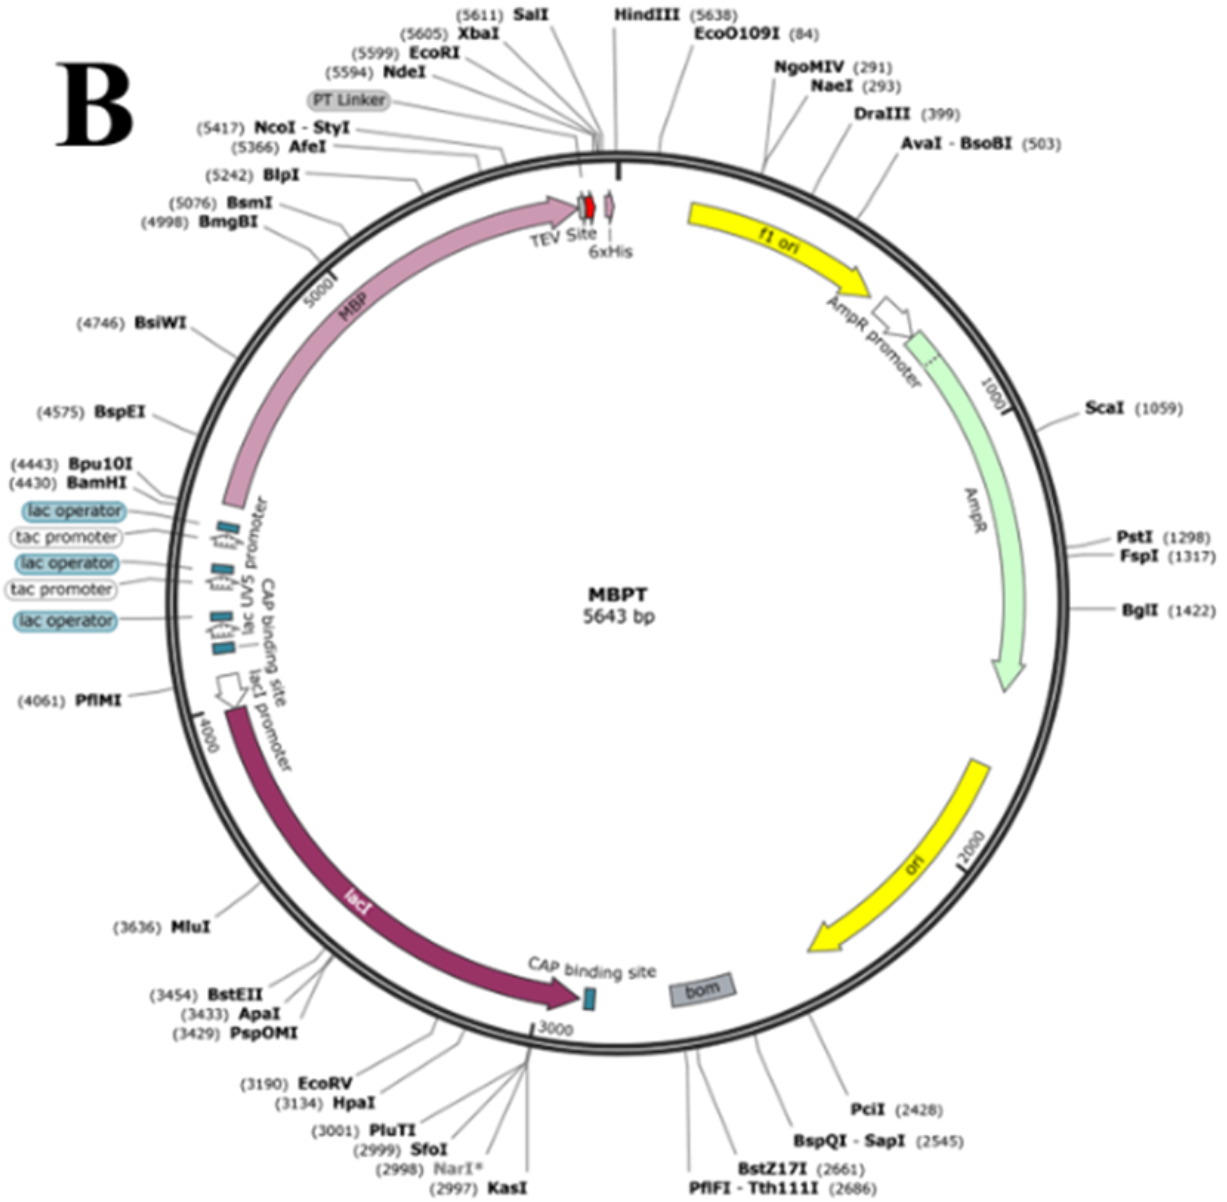 B
(5611) SalI
(5605) XbaI
(5599) EcoRI
(5594) NdeI
PT Linker
(5417) NcoI - StyI
(5366) AfeI
(5242) BlpI
(5076) BsmI
(4998) BmgBI
(4746) BsiWI
(4575) BspEI
(4443) Bpu10I
(4430) BamHI
lac operator
tac promoter
lac operator
tac promoter
lac operator
(4061) PflMI
(3636) MluI
(3454) BstEII
(3433) ApaI
(3429) PspOMI
(3190) EcoRV
(3134) HpaI
(3001) PluTI
(2999) SfoI
(2998) NarI*
(2997) KasI
HindIII (5638)
EcoO109I (84)
NgoMIV (291)
NaeI (293)
DraIII (399)
AvaI - BsoBI (503)
ScaI (1059)
PstI (1298)
FspI (1317)
BglI (1422)
PciI (2428)
BspQI - SapI (2545)
BstZ17I (2661)
PflFI - Tth111I (2686)
TEV Site
6xHis
f1 ori
AmpR promoter
AmpR
1000
ori
2000
bom
CAP binding site
3000
lacI
4000
lacI promoter
CAP binding site
lac UV5 promoter
MBP
5000
MBPT
5643 bp